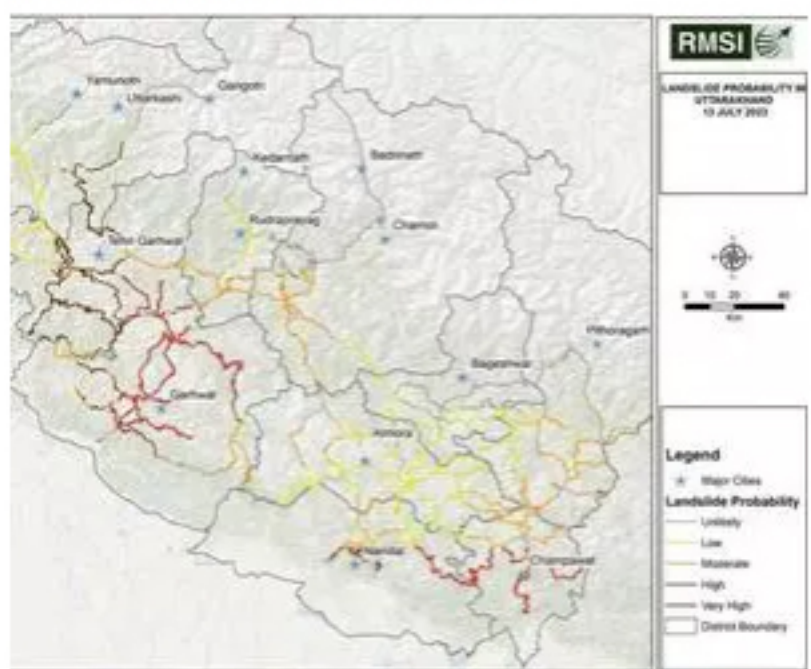 RMSI
LANDSLIDE PROBABILITY IN
UTTARAKHAND
13 JULY 2023
Yamunotri
Uttarkashi
Gangotri
Kedarnath
Badrinath
Rudraprayag
Chamoli
Tehri Garhwal
Pithoragarh
Bageshwar
Garhwal
Almora
Nainital
Champawat
0 10 20 40
Km
Legend
Major Cities
Landslide Probability
Unlikely
Low
Moderate
High
Very High
District Boundary